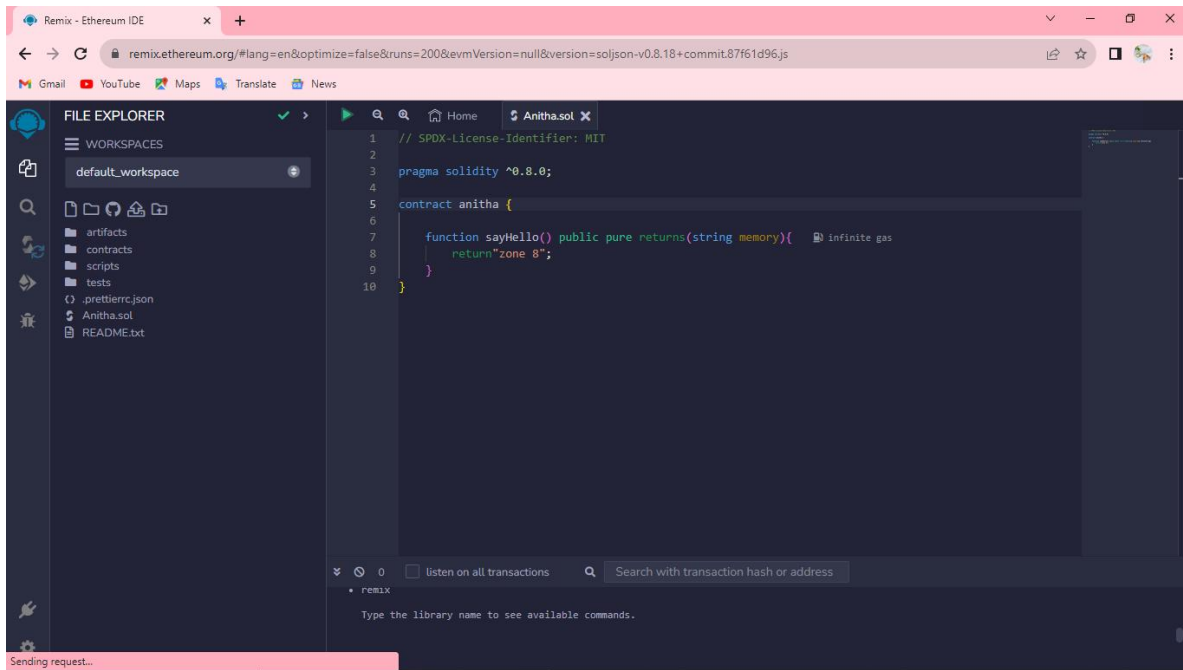 Remix - Ethereum IDE
remix.ethereum.org/#lang=en&optimize=false&runs=200&evmVersion=null&version=soljson-v0.8.18+commit.87f61d96.js
Gmail YouTube Maps Translate News
FILE EXPLORER
WORKSPACES
default_workspace
artifacts
contracts
scripts
tests
.prettierrc.json
Anitha.sol
README.txt
Home Anitha.sol
1 // SPDX-License-Identifier: MIT
2
3 pragma solidity ^0.8.0;
4
5 contract anitha {
6
7 function sayHello() public pure returns(string memory){ infinite gas
8 return"zone 8";
9 }
10 }
0 listen on all transactions Search with transaction hash or address
• remix
Type the library name to see available commands.
Sending request...